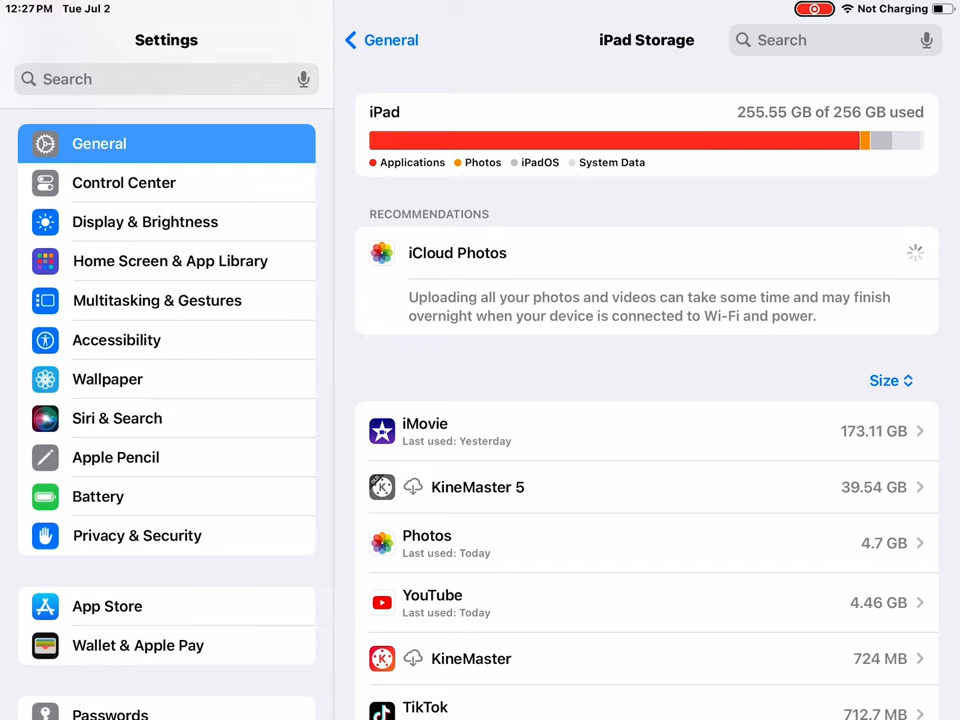 12:27 PM Tue Jul 2
Not Charging
Settings
Search
General
Control Center
Display & Brightness
Home Screen & App Library
Multitasking & Gestures
Accessibility
Wallpaper
Siri & Search
Apple Pencil
Battery
Privacy & Security
App Store
Wallet & Apple Pay
Passwords
General
iPad Storage
Search
iPad
255.55 GB of 256 GB used
Applications Photos iPadOS System Data
RECOMMENDATIONS
iCloud Photos
Uploading all your photos and videos can take some time and may finish
overnight when your device is connected to Wi-Fi and power.
Size
iMovie
Last used: Yesterday
173.11 GB
KineMaster 5
39.54 GB
Photos
Last used: Today
4.7 GB
YouTube
Last used: Today
4.46 GB
KineMaster
724 MB
TikTok
712.7 MB